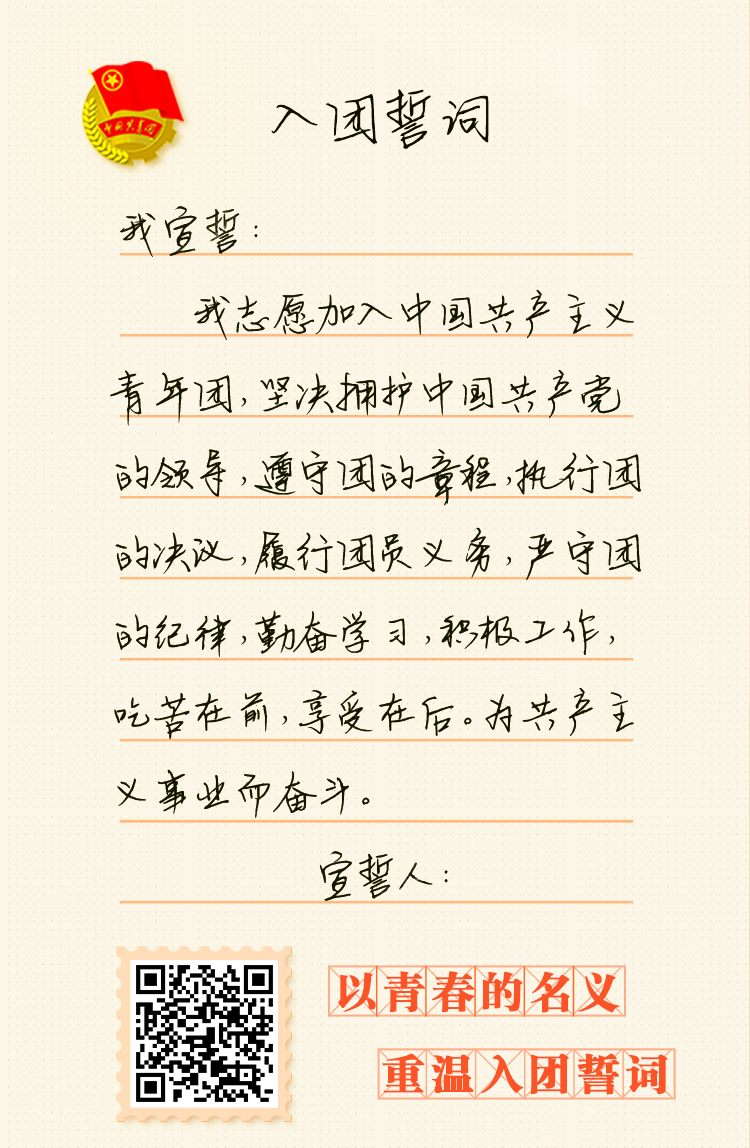 中国共青团
入团誓词
我宣誓：
我志愿加入中国共产主义
青年团，坚决拥护中国共产党
的领导，遵守团的章程，执行团
的决议，履行团员义务，严守团
的纪律，勤奋学习，积极工作，
吃苦在前，享受在后。为共产主
义事业而奋斗。
宣誓人：
以青春的名义
重温入团誓词